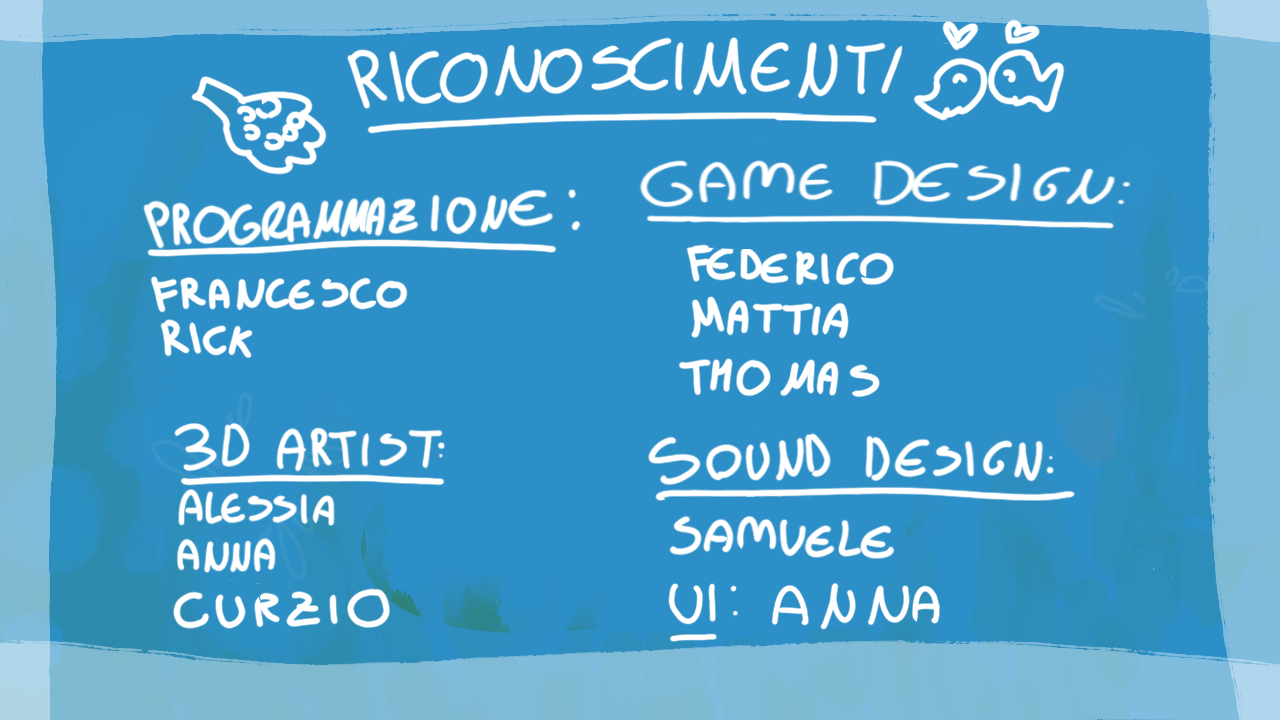 RICONOSCIMENTI
PROGRAMMAZIONE:
FRANCESCO
RICK
GAME DESIGN:
FEDERICO
MATTIA
THOMAS
3D ARTIST:
ALESSIA
ANNA
CURZIO
SOUND DESIGN:
SAMUELE
UI: ANNA